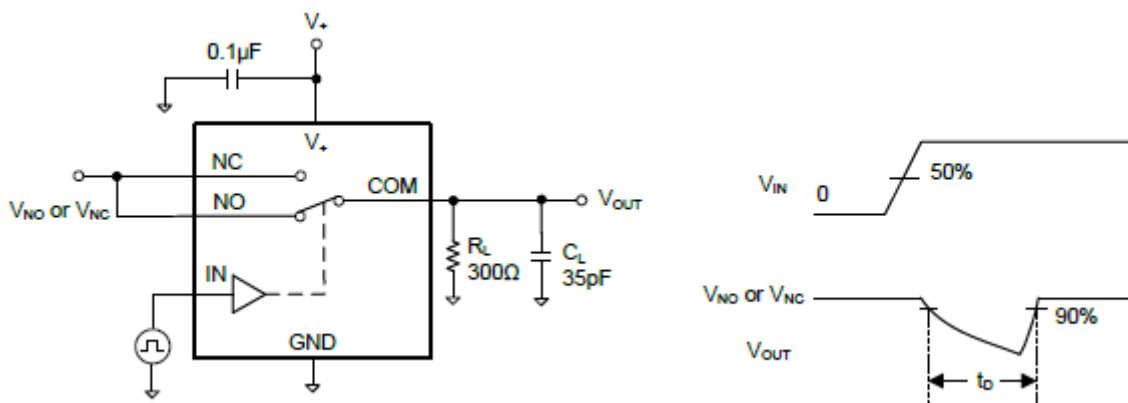 V+
0.1µF
V+
NC
COM
NO
VNO or VNC
VOUT
IN
RL
300Ω
CL
35pF
GND
VIN
0
50%
VNO or VNC
90%
VOUT
tD